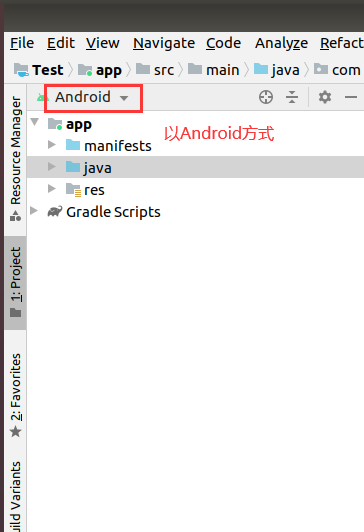 File Edit View Navigate Code Analyze Refact
Test app src main java com
Android
app
以Android方式
manifests
java
res
Gradle Scripts
Resource Manager
1: Project
2: Favorites
uild Variants